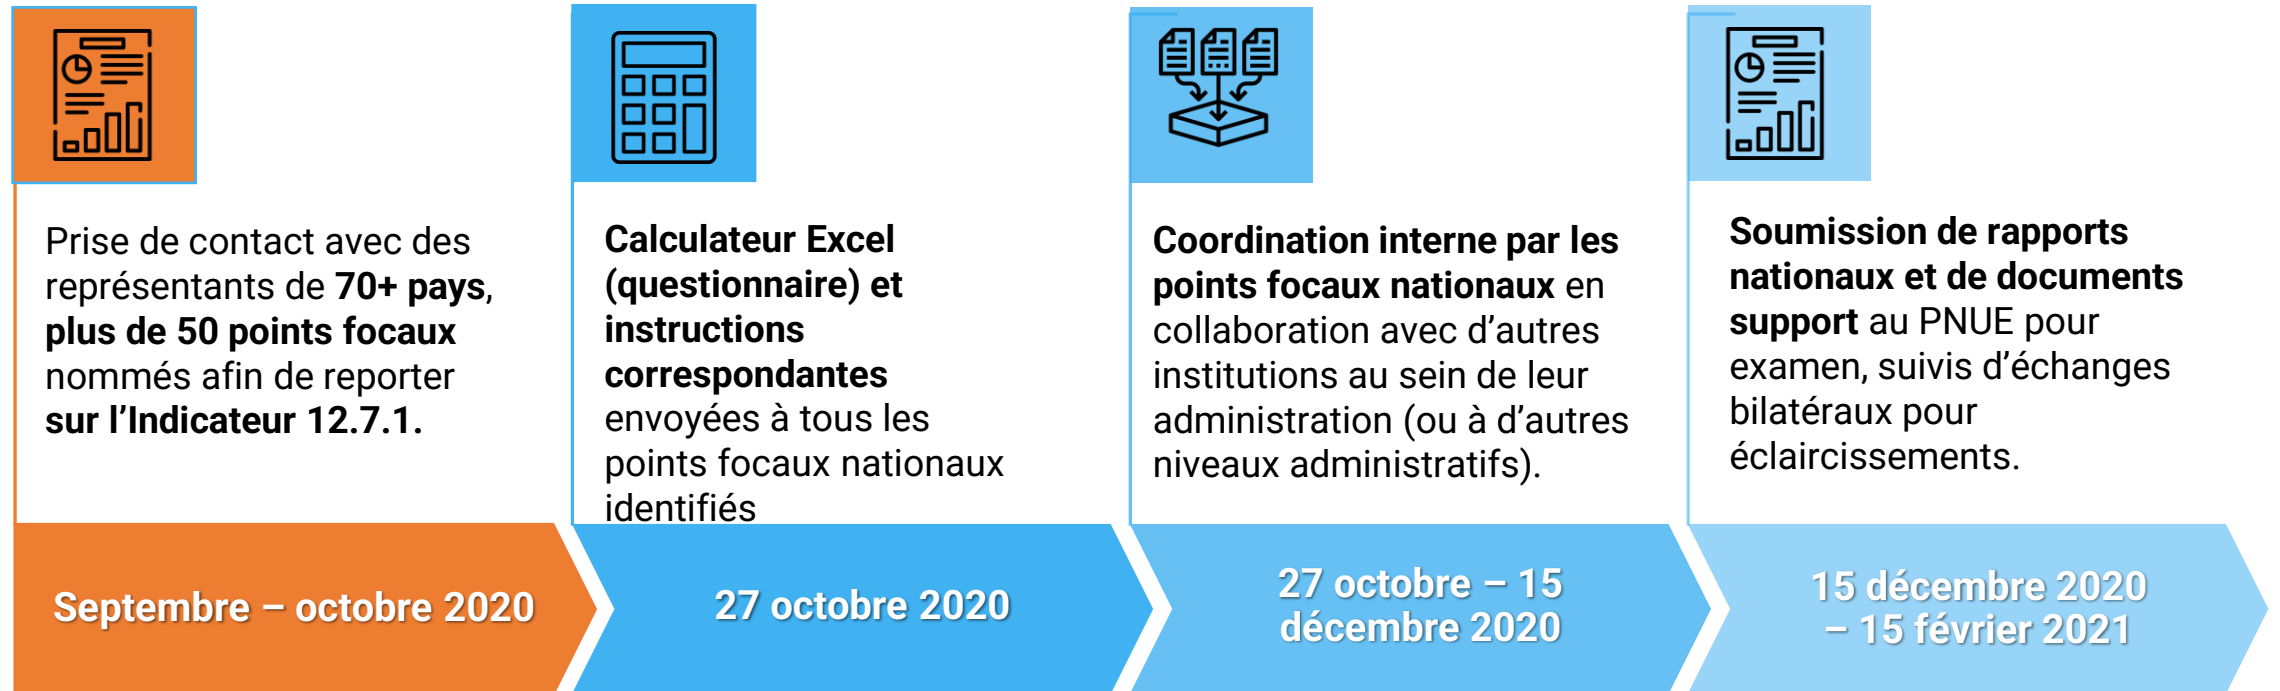 Prise de contact avec des
représentants de 70+ pays,
plus de 50 points focaux
nommés afin de reporter
sur l’Indicateur 12.7.1.
Septembre – octobre 2020
Calculateur Excel
(questionnaire) et
instructions
correspondantes
envoyées à tous les
points focaux nationaux
identifiés
27 octobre 2020
Coordination interne par les
points focaux nationaux en
collaboration avec d’autres
institutions au sein de leur
administration (ou à d’autres
niveaux administratifs).
27 octobre – 15
décembre 2020
Soumission de rapports
nationaux et de documents
support au PNUE pour
examen, suivis d’échanges
bilatéraux pour
éclaircissements.
15 décembre 2020
– 15 février 2021